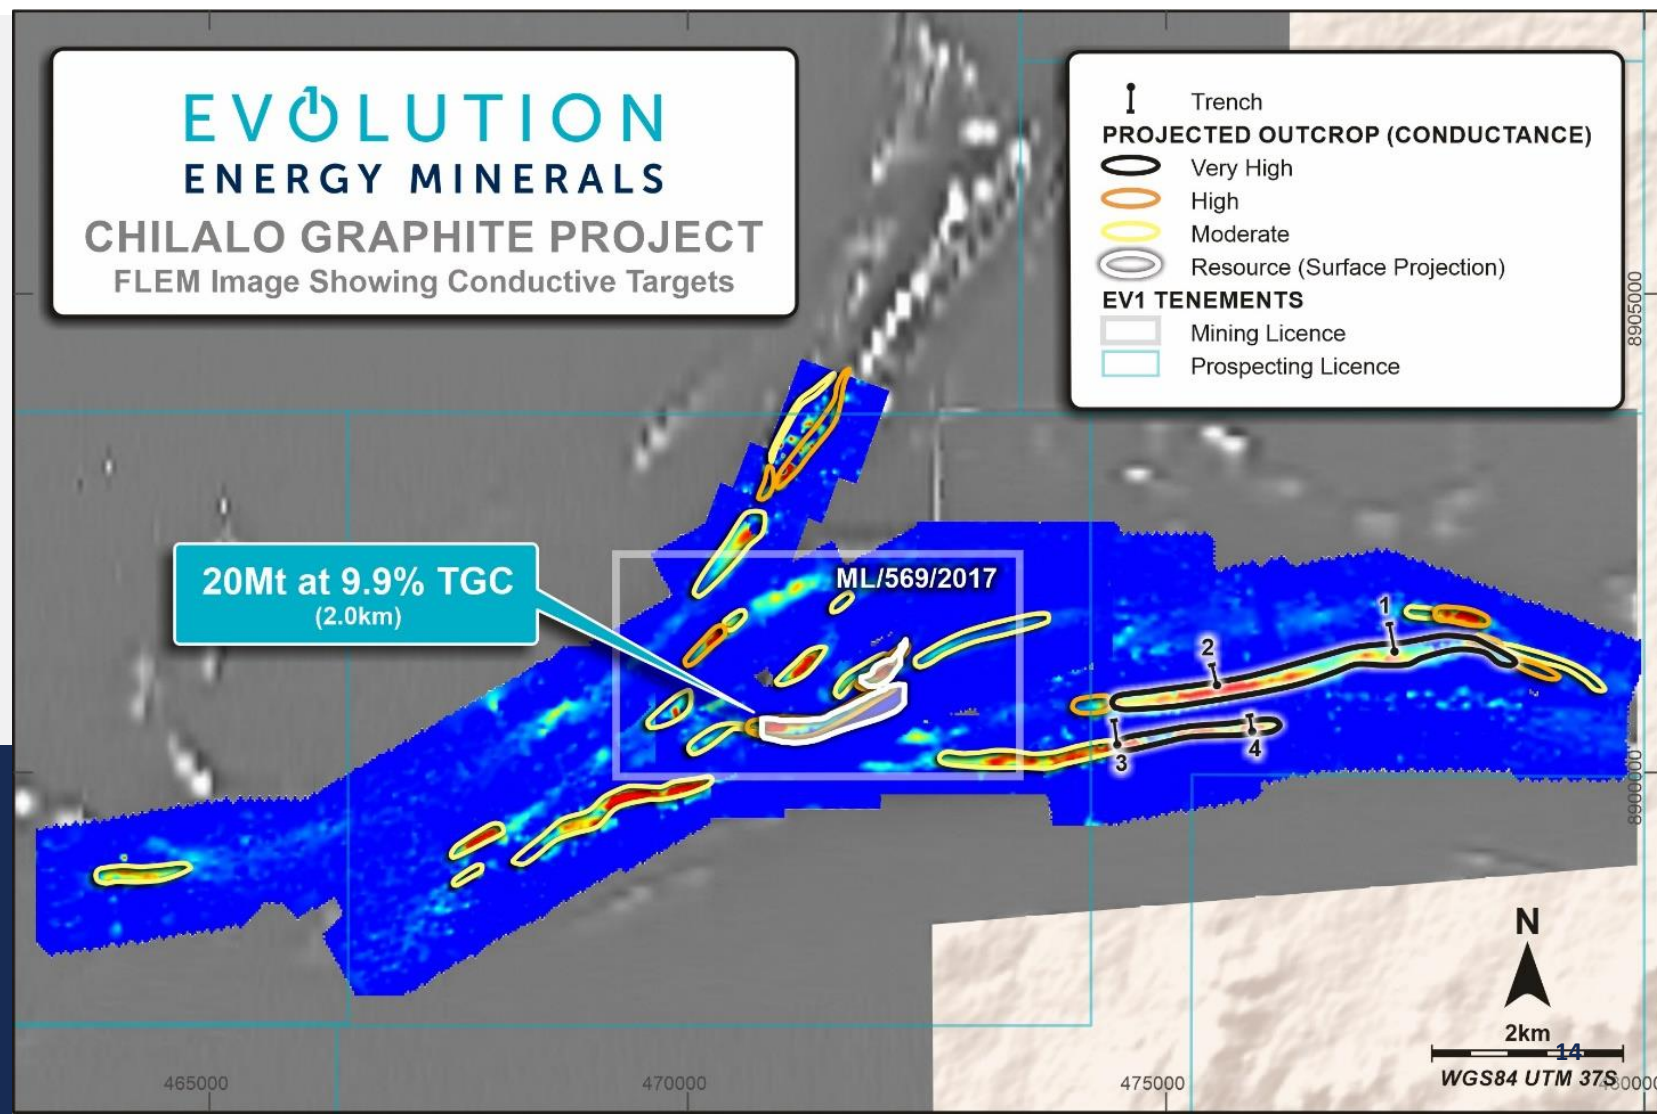 EVOLUTION
ENERGY MINERALS
CHILALO GRAPHITE PROJECT
FLEM Image Showing Conductive Targets
Trench
PROJECTED OUTCROP (CONDUCTANCE)
Very High
High
Moderate
Resource (Surface Projection)
EV1 TENEMENTS
Mining Licence
Prospecting Licence
8905000
20Mt at 9.9% TGC
(2.0km)
ML/569/2017
1
2
3
4
8900000
N
2km
14
WGS84 UTM 37S
465000
470000
475000